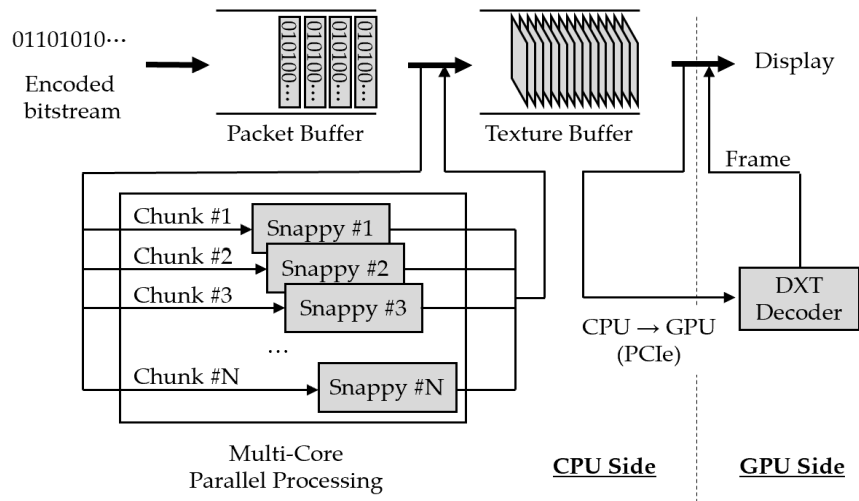 01101010⋯
Encoded
bitstream
010100⋯
010100⋯
010100⋯
010100⋯
Packet Buffer
Texture Buffer
Display
Frame
Chunk #1
Snappy #1
Chunk #2
Snappy #2
Chunk #3
Snappy #3
⋯
Chunk #N
Snappy #N
DXT
Decoder
CPU → GPU
(PCIe)
Multi-Core
Parallel Processing
CPU Side
GPU Side